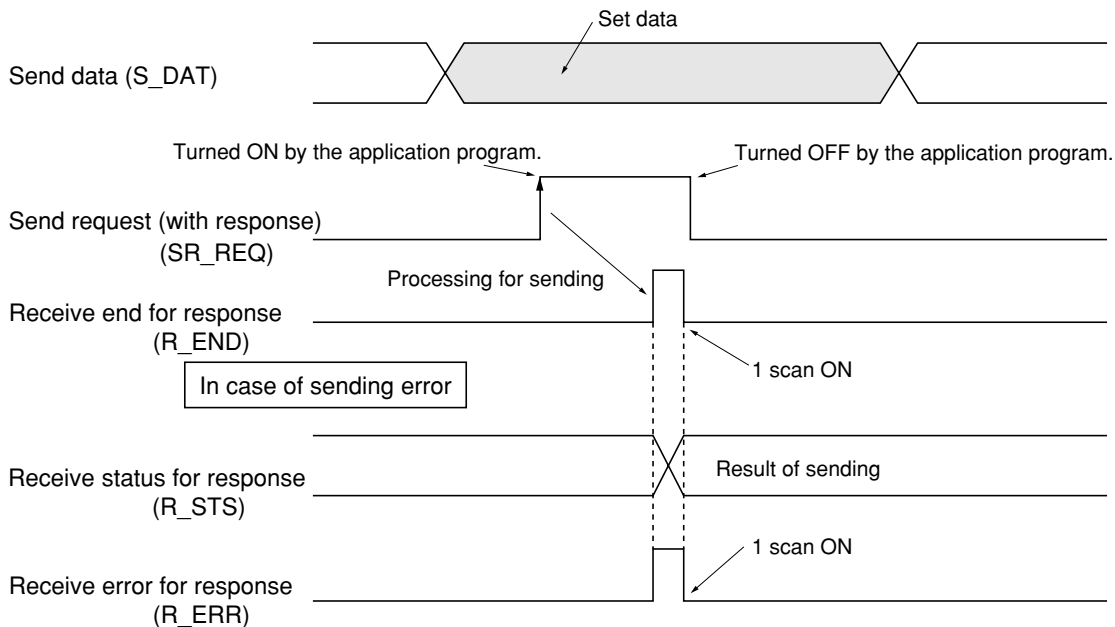 Set data
Send data (S_DAT)
Turned ON by the application program.
Turned OFF by the application program.
Send request (with response)
(SR_REQ)
Processing for sending
Receive end for response
(R_END)
1 scan ON
In case of sending error
Receive status for response
(R_STS)
Result of sending
1 scan ON
Receive error for response
(R_ERR)